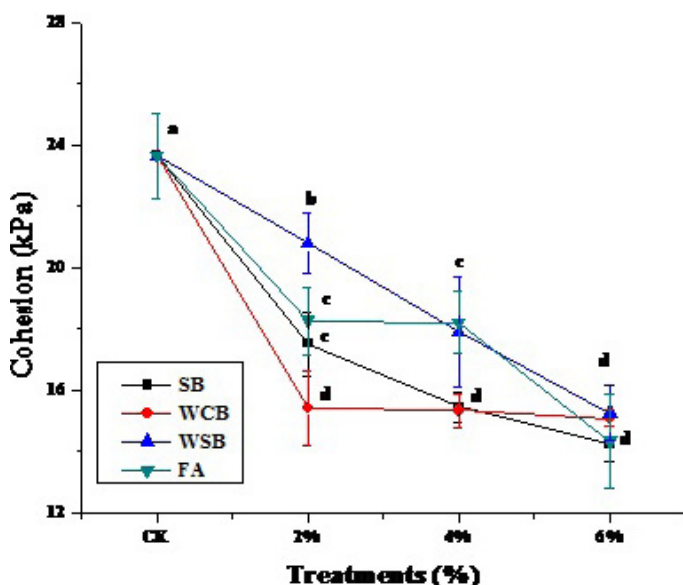 28
24
20
16
12
Cohesion (kPa)
a
b
c
c
c
d
d
d
d
SB
WCB
WSB
FA
CK
2%
4%
6%
Treatments (%)